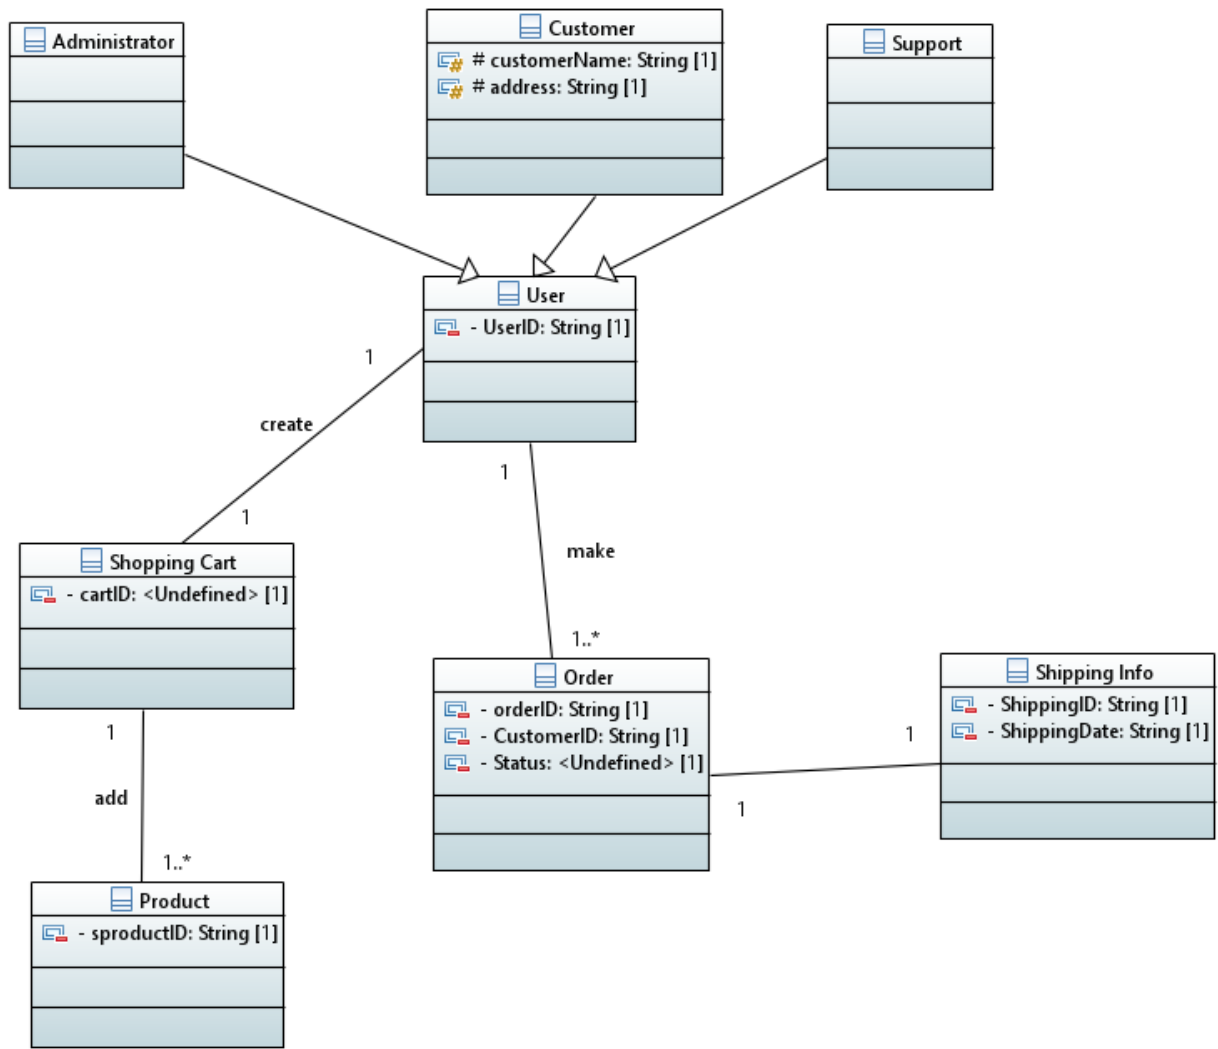 Administrator
Customer
# customerName: String [1]
# address: String [1]
Support
User
- UserID: String [1]
1
create
1
1
make
1..*
Shopping Cart
- cartID: <Undefined> [1]
1
add
1..*
Product
- sproductID: String [1]
Order
- orderID: String [1]
- CustomerID: String [1]
- Status: <Undefined> [1]
1
1
Shipping Info
- ShippingID: String [1]
- ShippingDate: String [1]